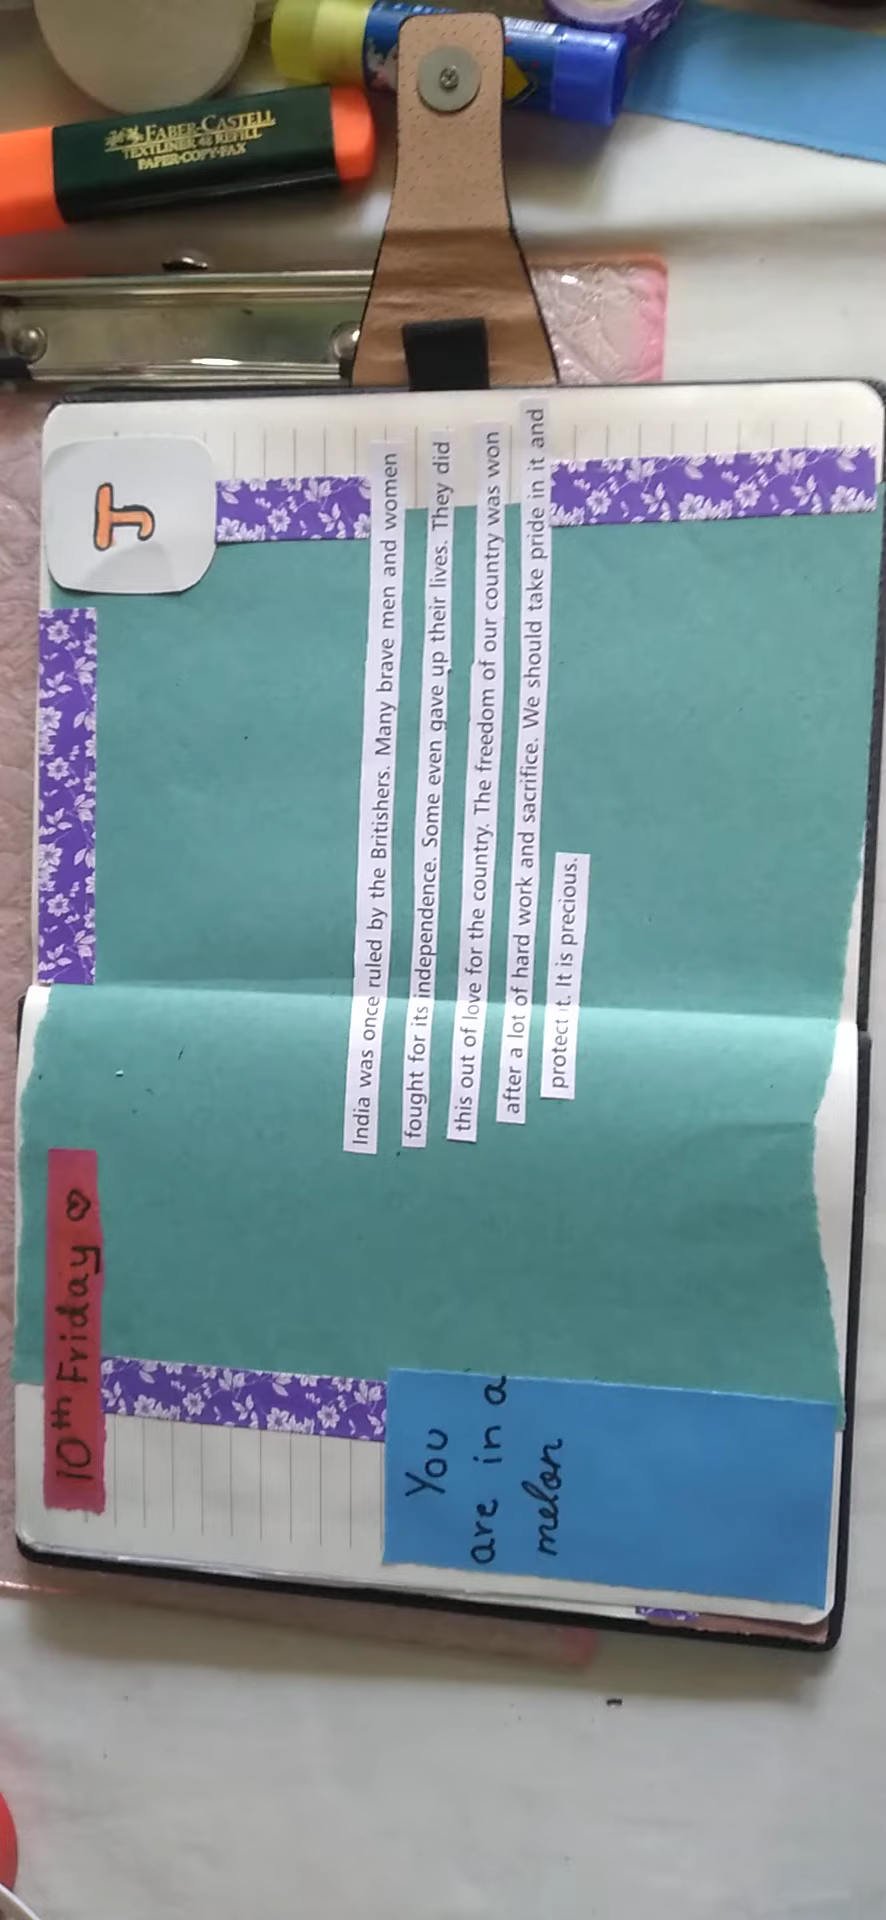 10th Friday
J
India was once ruled by the Britishers. Many brave men and women
fought for its independence. Some even gave up their lives. They did
this out of love for the country. The freedom of our country was won
after a lot of hard work and sacrifice. We should take pride in it and
protect it. It is precious.
You
are in a
melon
FABER-CASTELL
TEXTLINER 48 REFILL
PAPER·COPY·FAX